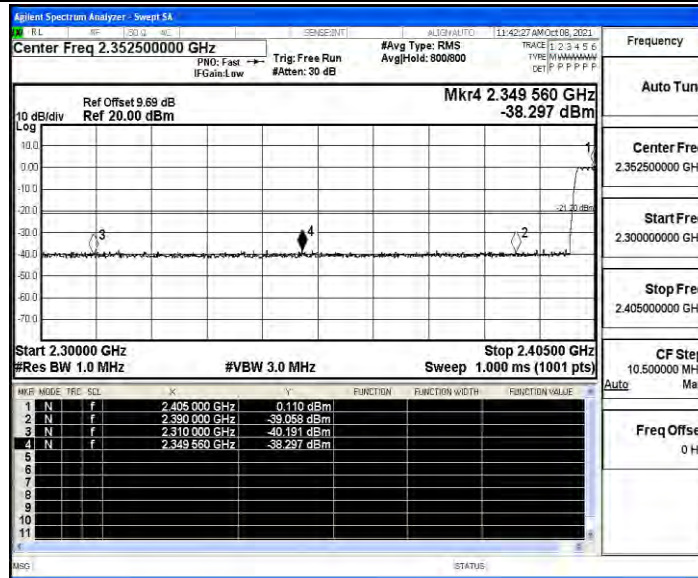 Agilent Spectrum Analyzer - Swept SA
RL RF 50 Ω AC SENSE:INT ALIGN AUTO 11:42:27 AM Oct 08, 2021
Center Freq 2.352500000 GHz
#Avg Type: RMS
TRACE 1 2 3 4 5 6
PNO: Fast Trig: Free Run
Avg|Hold: 800/800
TYPE MWWWWW
IFGain:Low #Atten: 30 dB
DET P P P P P P
Frequency
Auto Tun
Center Fre
2.352500000 GH
Start Fre
2.300000000 GH
Stop Fre
2.405000000 GH
CF Step
10.500000 MH
Auto Ma
Freq Offse
0 H
Mkr4 2.349 560 GHz
-38.297 dBm
Ref Offset 9.69 dB
10 dB/div Ref 20.00 dBm
Log
10.0
0.00
-10.0
-20.0
-30.0
-40.0
-50.0
-60.0
-70.0
1
-21.20 dBm
3
4
2
Start 2.30000 GHz Stop 2.40500 GHz
#Res BW 1.0 MHz #VBW 3.0 MHz Sweep 1.000 ms (1001 pts)
MKR MODE TRC SCL X Y FUNCTION FUNCTION WIDTH FUNCTION VALUE
1 N f 2.405 000 GHz 0.110 dBm
2 N f 2.390 000 GHz -39.058 dBm
3 N f 2.310 000 GHz -40.191 dBm
4 N f 2.349 560 GHz -38.297 dBm
5
6
7
8
9
10
11
MSG STATUS